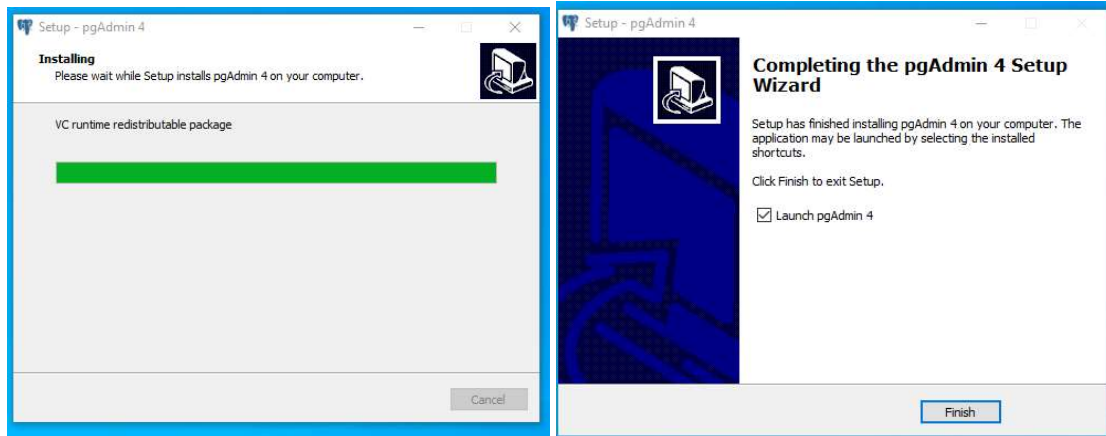 Setup - pgAdmin 4
Installing
Please wait while Setup installs pgAdmin 4 on your computer.
VC runtime redistributable package
Cancel
Setup - pgAdmin 4
Completing the pgAdmin 4 Setup
Wizard
Setup has finished installing pgAdmin 4 on your computer. The
application may be launched by selecting the installed
shortcuts.
Click Finish to exit Setup.
Launch pgAdmin 4
Finish